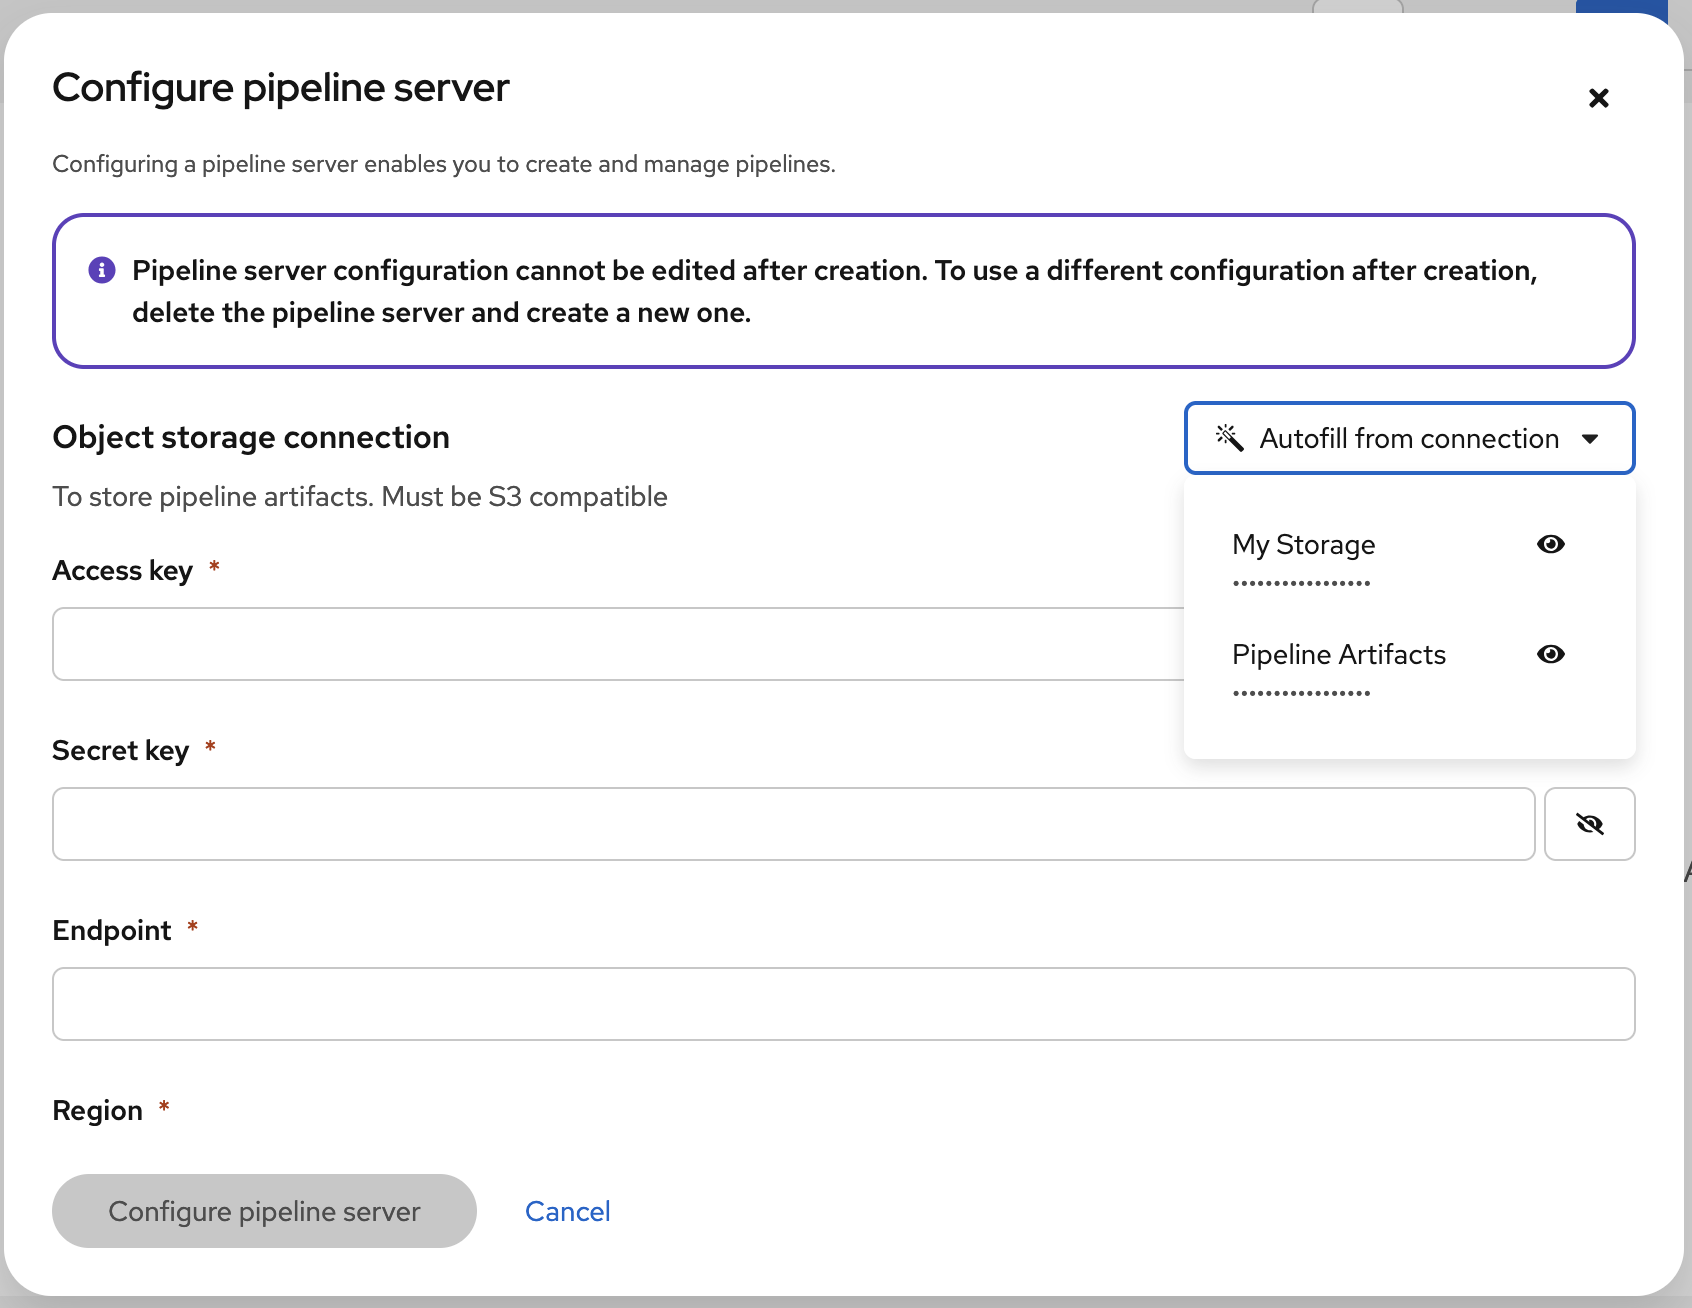 Configure pipeline server
Configuring a pipeline server enables you to create and manage pipelines.
Pipeline server configuration cannot be edited after creation. To use a different configuration after creation,
delete the pipeline server and create a new one.
Object storage connection
Autofill from connection
To store pipeline artifacts. Must be S3 compatible
My Storage
•••••••••••••••••
Pipeline Artifacts
•••••••••••••••••
Access key *
Secret key *
Endpoint *
Region *
Configure pipeline server
Cancel